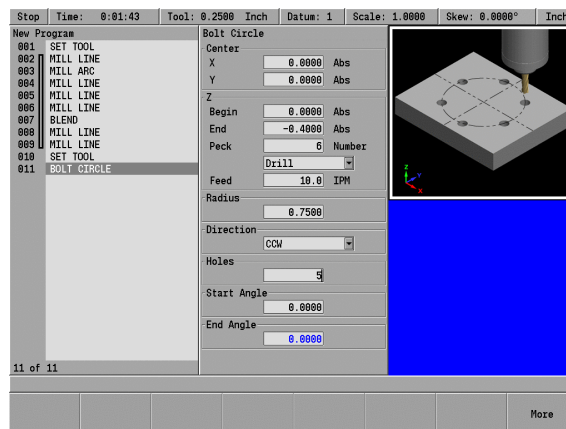 Stop Time: 0:01:43 Tool: 0.2500 Inch Datum: 1 Scale: 1.0000 Skew: 0.0000° Inch
New Program
001 SET TOOL
002 MILL LINE
003 MILL ARC
004 MILL LINE
005 MILL LINE
006 MILL LINE
007 BLEND
008 MILL LINE
009 MILL LINE
010 SET TOOL
011 BOLT CIRCLE
11 of 11
Bolt Circle
Center
X 0.0000 Abs
Y 0.0000 Abs
Z
Begin 0.0000 Abs
End -0.4000 Abs
Peck 6 Number
Drill
Feed 10.0 IPM
Radius
0.7500
Direction
CCW
Holes
5
Start Angle
0.0000
End Angle
0.0000
Z
Y
X
More